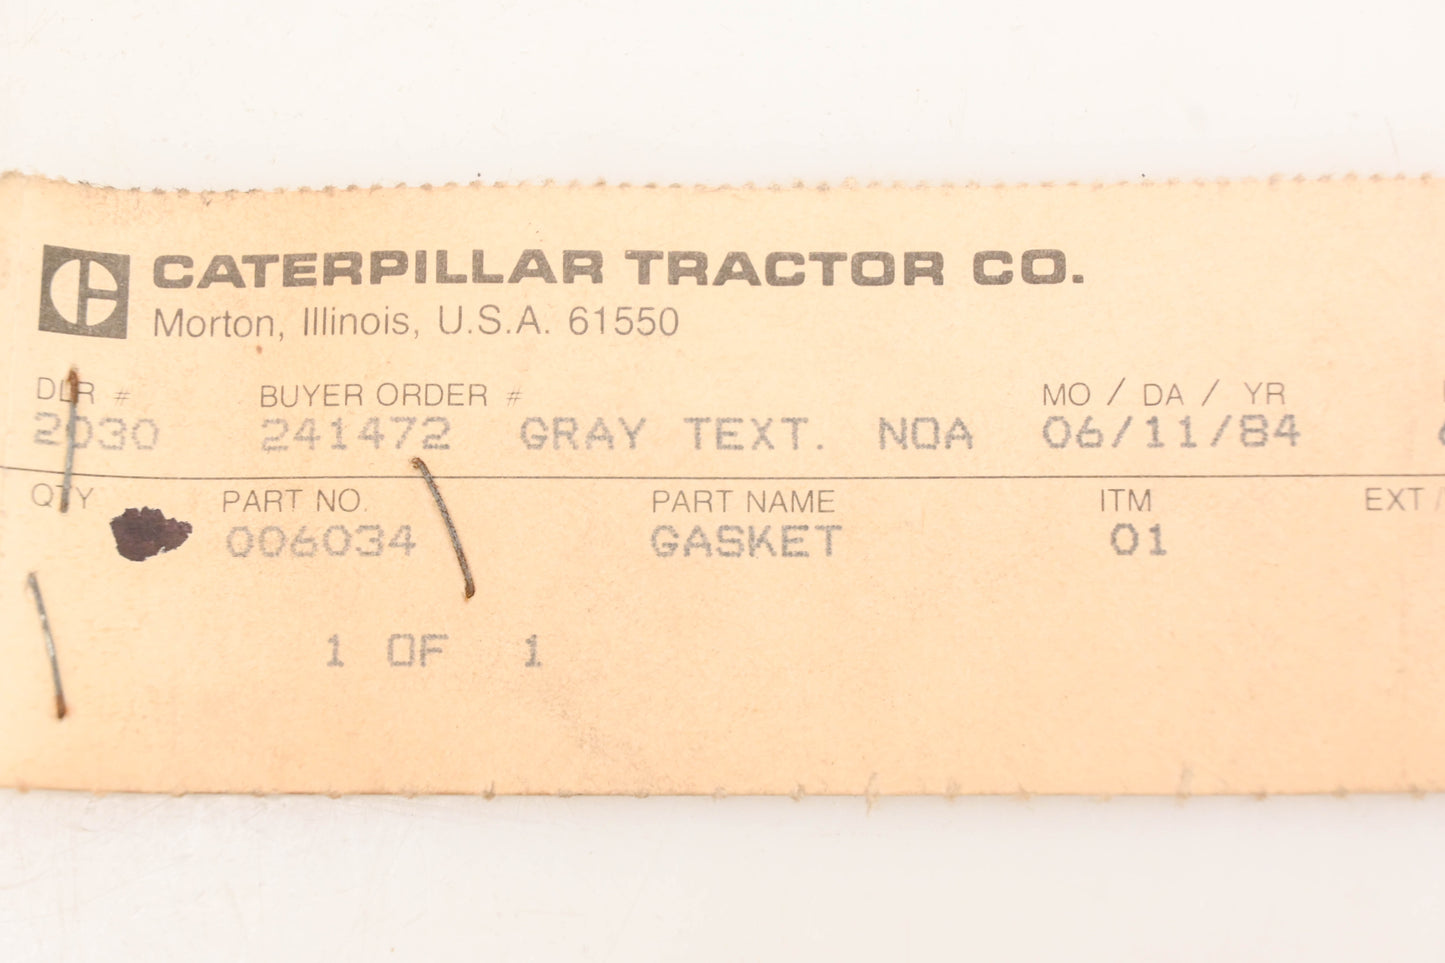 CATERPILLAR TRACTOR CO.
Morton, Illinois, U.S.A. 61550
DLR # BUYER ORDER # MO / DA / YR
2030 241472 GRAY TEXT. NOA 06/11/84
QTY PART NO. PART NAME ITM EXT /
006034 GASKET 01
1 OF 1